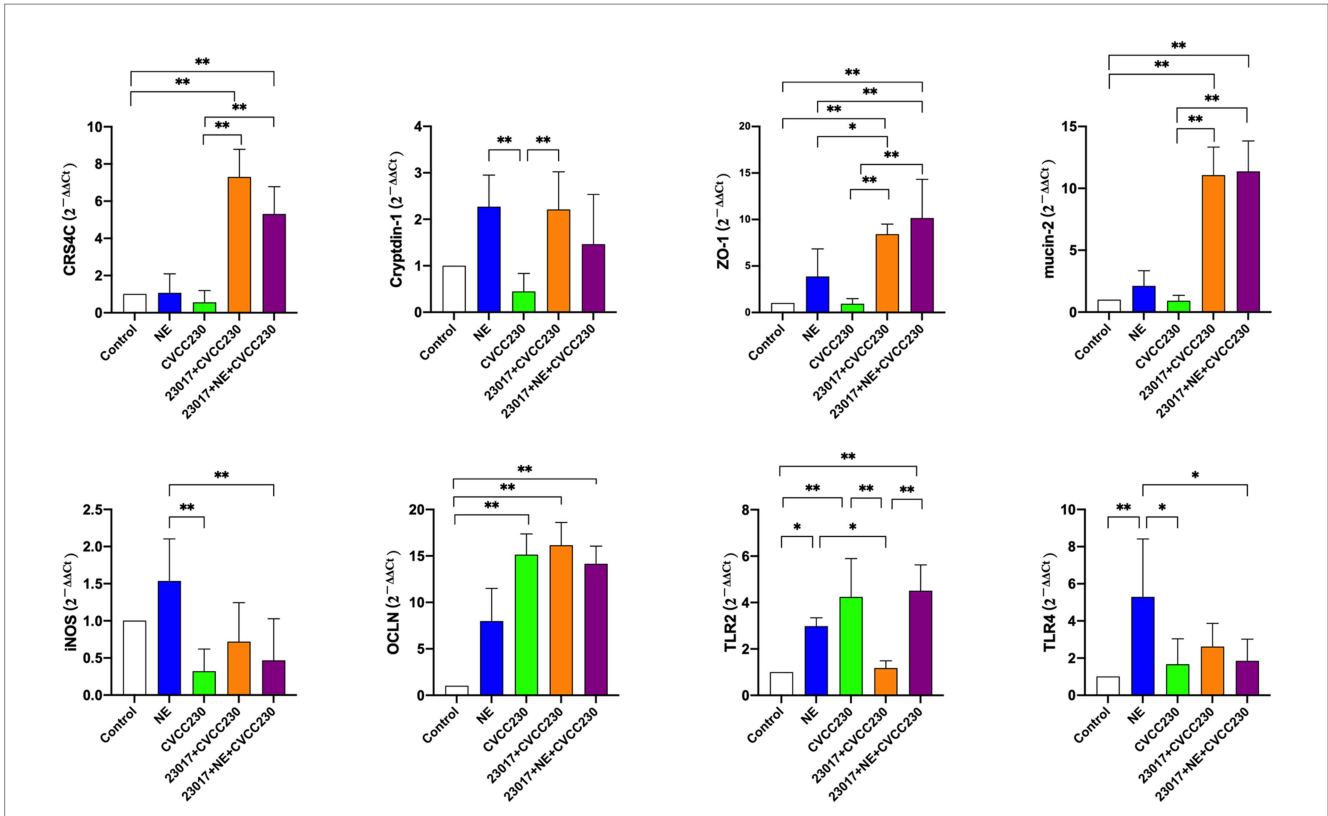 CRS4C (2^−ΔΔCt)
10
8
6
4
2
0
**
**
**
**
Control
NE
CVCC230
23017+CVCC230
23017+NE+CVCC230
Cryptdin-1 (2^−ΔΔCt)
4
3
2
1
0
**
**
Control
NE
CVCC230
23017+CVCC230
23017+NE+CVCC230
ZO-1 (2^−ΔΔCt)
20
15
10
5
0
**
**
**
*
**
**
Control
NE
CVCC230
23017+CVCC230
23017+NE+CVCC230
mucin-2 (2^−ΔΔCt)
15
10
5
0
**
**
**
**
Control
NE
CVCC230
23017+CVCC230
23017+NE+CVCC230
iNOS (2^−ΔΔCt)
2.5
2.0
1.5
1.0
0.5
0.0
**
**
Control
NE
CVCC230
23017+CVCC230
23017+NE+CVCC230
OCLN (2^−ΔΔCt)
20
15
10
5
0
**
**
**
Control
NE
CVCC230
23017+CVCC230
23017+NE+CVCC230
TLR2 (2^−ΔΔCt)
8
6
4
2
0
**
** ** **
* *
Control
NE
CVCC230
23017+CVCC230
23017+NE+CVCC230
TLR4 (2^−ΔΔCt)
10
8
6
4
2
0
*
** *
Control
NE
CVCC230
23017+CVCC230
23017+NE+CVCC230